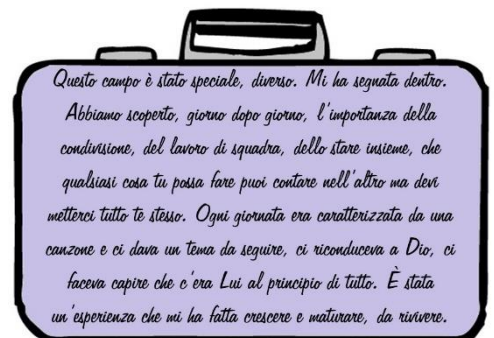 Questo campo è stato speciale, diverso. Mi ha segnata dentro.
Abbiamo scoperto, giorno dopo giorno, l'importanza della
condivisione, del lavoro di squadra, dello stare insieme, che
qualsiasi cosa tu possa fare puoi contare nell'altro ma devi
metterci tutto te stesso. Ogni giornata era caratterizzata da una
canzone e ci dava un tema da seguire, ci riconduceva a Dio, ci
faceva capire che c'era Lui al principio di tutto. È stata
un'esperienza che mi ha fatta crescere e maturare, da rivivere.